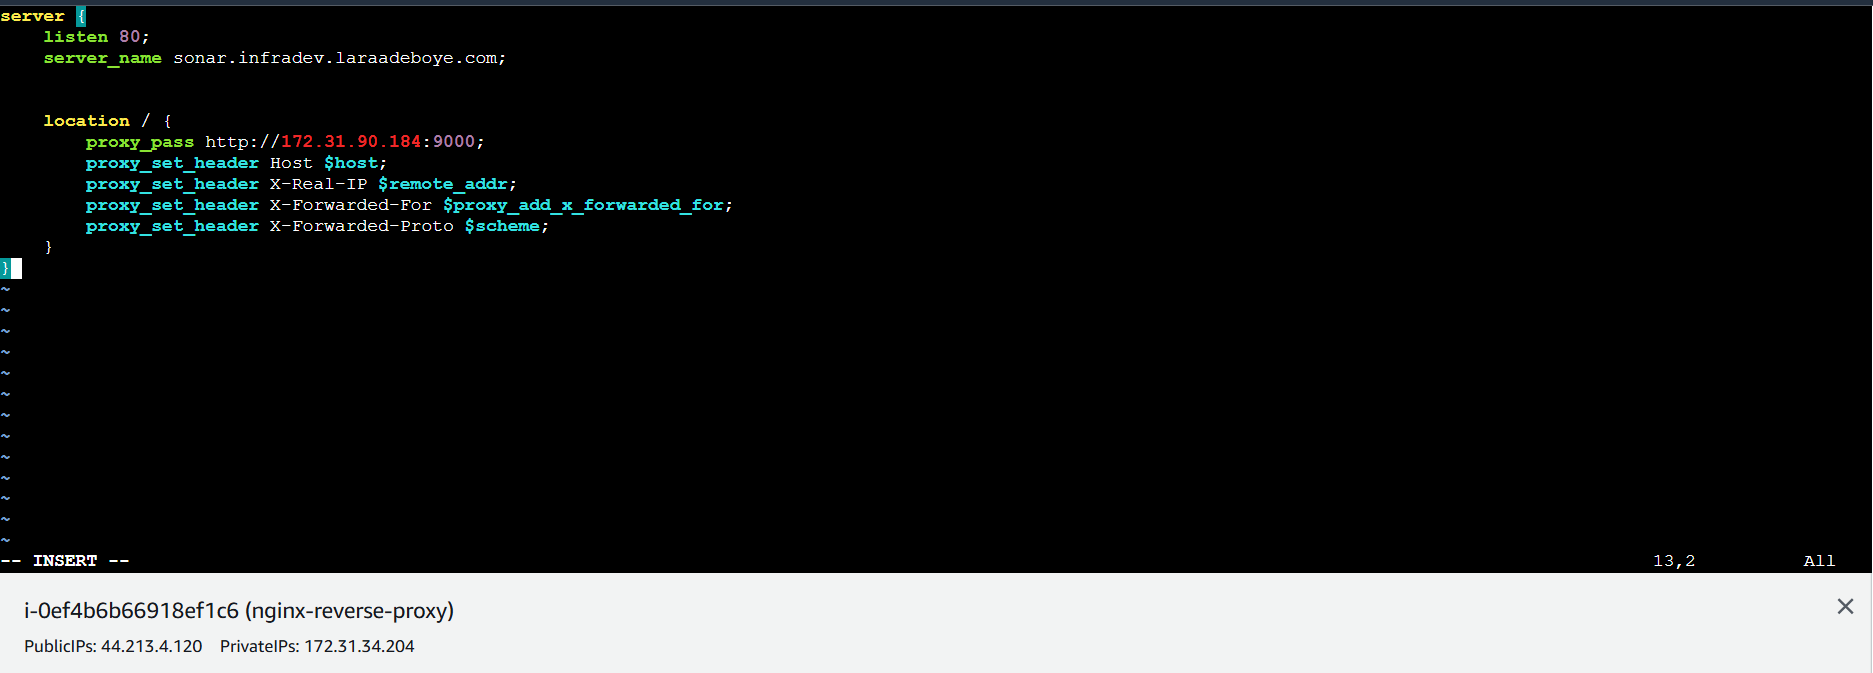 server {
    listen 80;
    server_name sonar.infradev.laraadeboye.com;
    location / {
        proxy_pass http://172.31.90.184:9000;
        proxy_set_header Host $host;
        proxy_set_header X-Real-IP $remote_addr;
        proxy_set_header X-Forwarded-For $proxy_add_x_forwarded_for;
        proxy_set_header X-Forwarded-Proto $scheme;
    }
}
~
~
~
~
~
~
~
~
~
~
~
~
~
-- INSERT -- 13,2 All
i-0ef4b6b66918ef1c6 (nginx-reverse-proxy)
PublicIPs: 44.213.4.120 PrivateIPs: 172.31.34.204